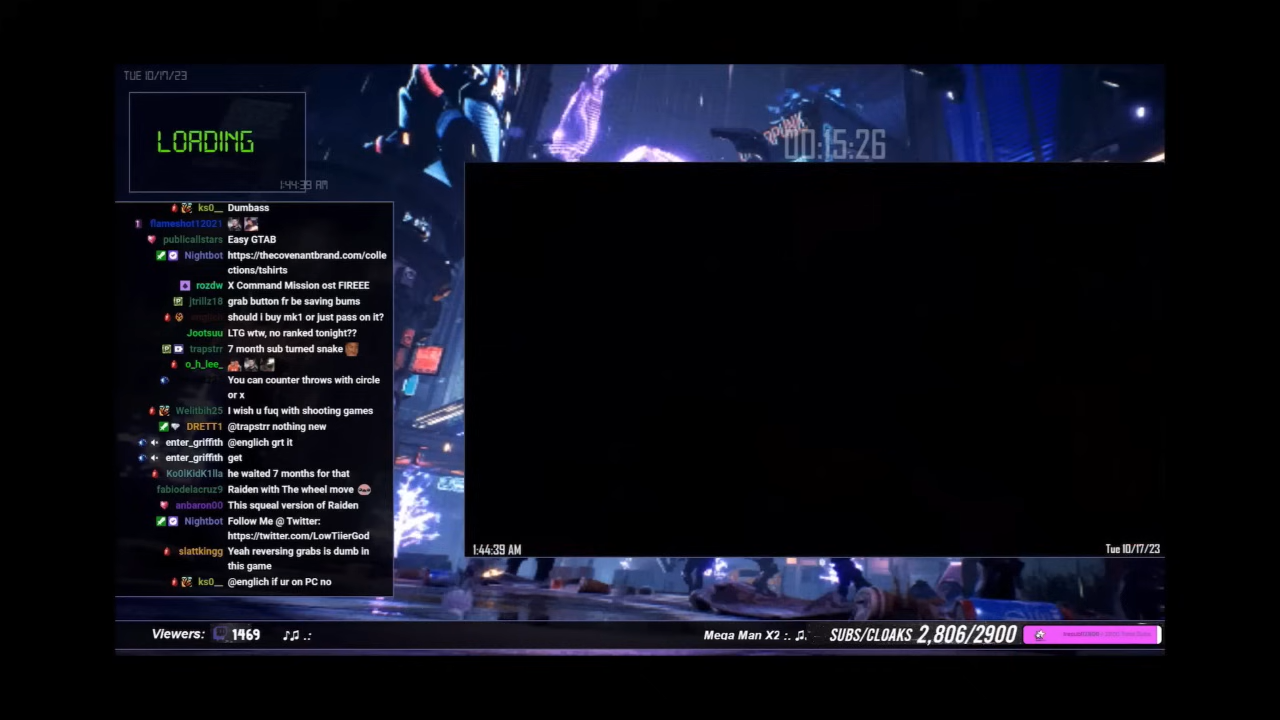 TUE 10/17/23
LOADING
1:44:39 AM
PUNK
00:15:26
ks0__ Dumbass
flameshot12021
publicallstars Easy GTAB
Nightbot https://thecovenantbrand.com/colle
ctions/tshirts
rozdw X Command Mission ost FIREEE
jtrillz18 grab button fr be saving bums
englich should i buy mk1 or just pass on it?
Jootsuu LTG wtw, no ranked tonight??
trapstrr 7 month sub turned snake
o_h_lee_
You can counter throws with circle
or x
Welitbih25 I wish u fuq with shooting games
DRETT1 @trapstrr nothing new
enter_griffith @englich grt it
enter_griffith get
Ko0lKidK1lla he waited 7 months for that
fabiodelacruz9 Raiden with The wheel move
anbaron00 This squeal version of Raiden
Nightbot Follow Me @ Twitter:
https://twitter.com/LowTiierGod
slattkingg Yeah reversing grabs is dumb in
this game
ks0__ @englich if ur on PC no
1:44:39 AM
Tue 10/17/23
Viewers: 1469 ♪♫ .:
Mega Man X2 :. ♫.
SUBS/CLOAKS 2,806/2900